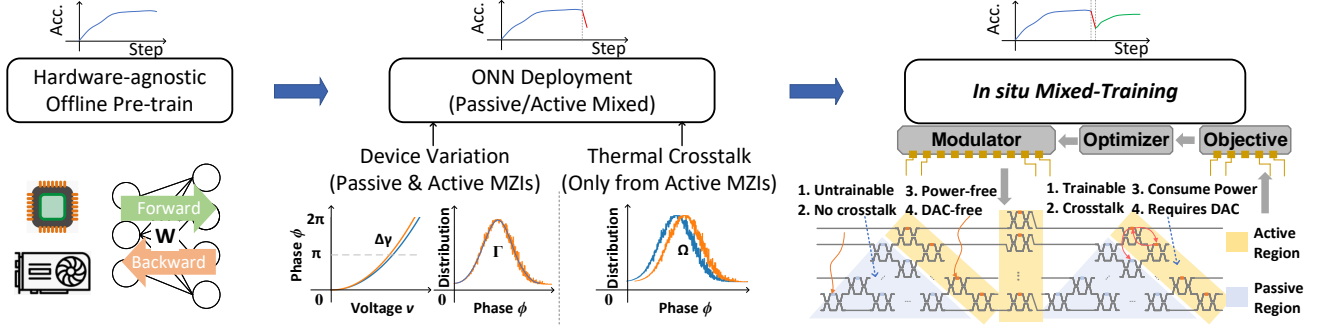 Acc.
Step
Hardware-agnostic
Offline Pre-train
Forward
W
Backward
Acc.
Step
ONN Deployment
(Passive/Active Mixed)
Device Variation
(Passive & Active MZIs)
Thermal Crosstalk
(Only from Active MZIs)
2π
π
0
Phase ϕ
Δγ
Voltage v
Distribution
Γ
0
Phase ϕ
Distribution
Ω
0
Phase ϕ
Acc.
Step
In situ Mixed-Training
Modulator
Optimizer
Objective
1. Untrainable
2. No crosstalk
3. Power-free
4. DAC-free
1. Trainable
2. Crosstalk
3. Consume Power
4. Requires DAC
Active
Region
Passive
Region